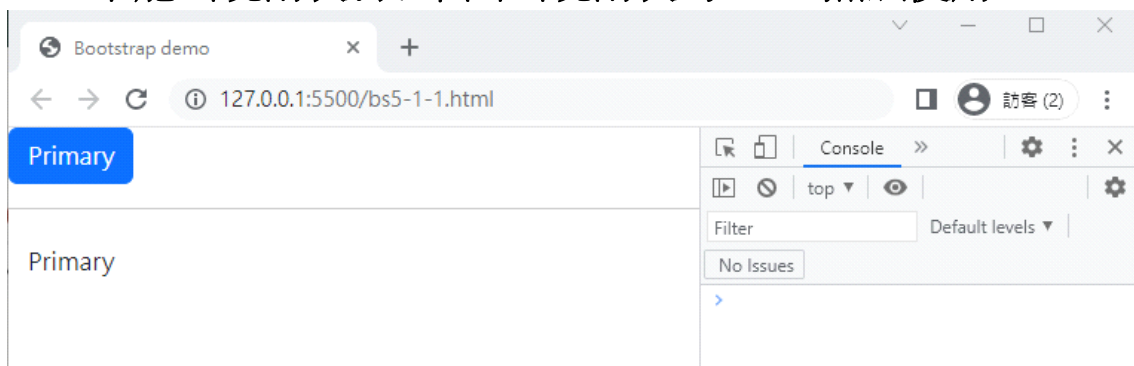 Bootstrap demo
127.0.0.1:5500/bs5-1-1.html
訪客 (2)
Primary
Console
top
Filter
Default levels
No Issues
Primary